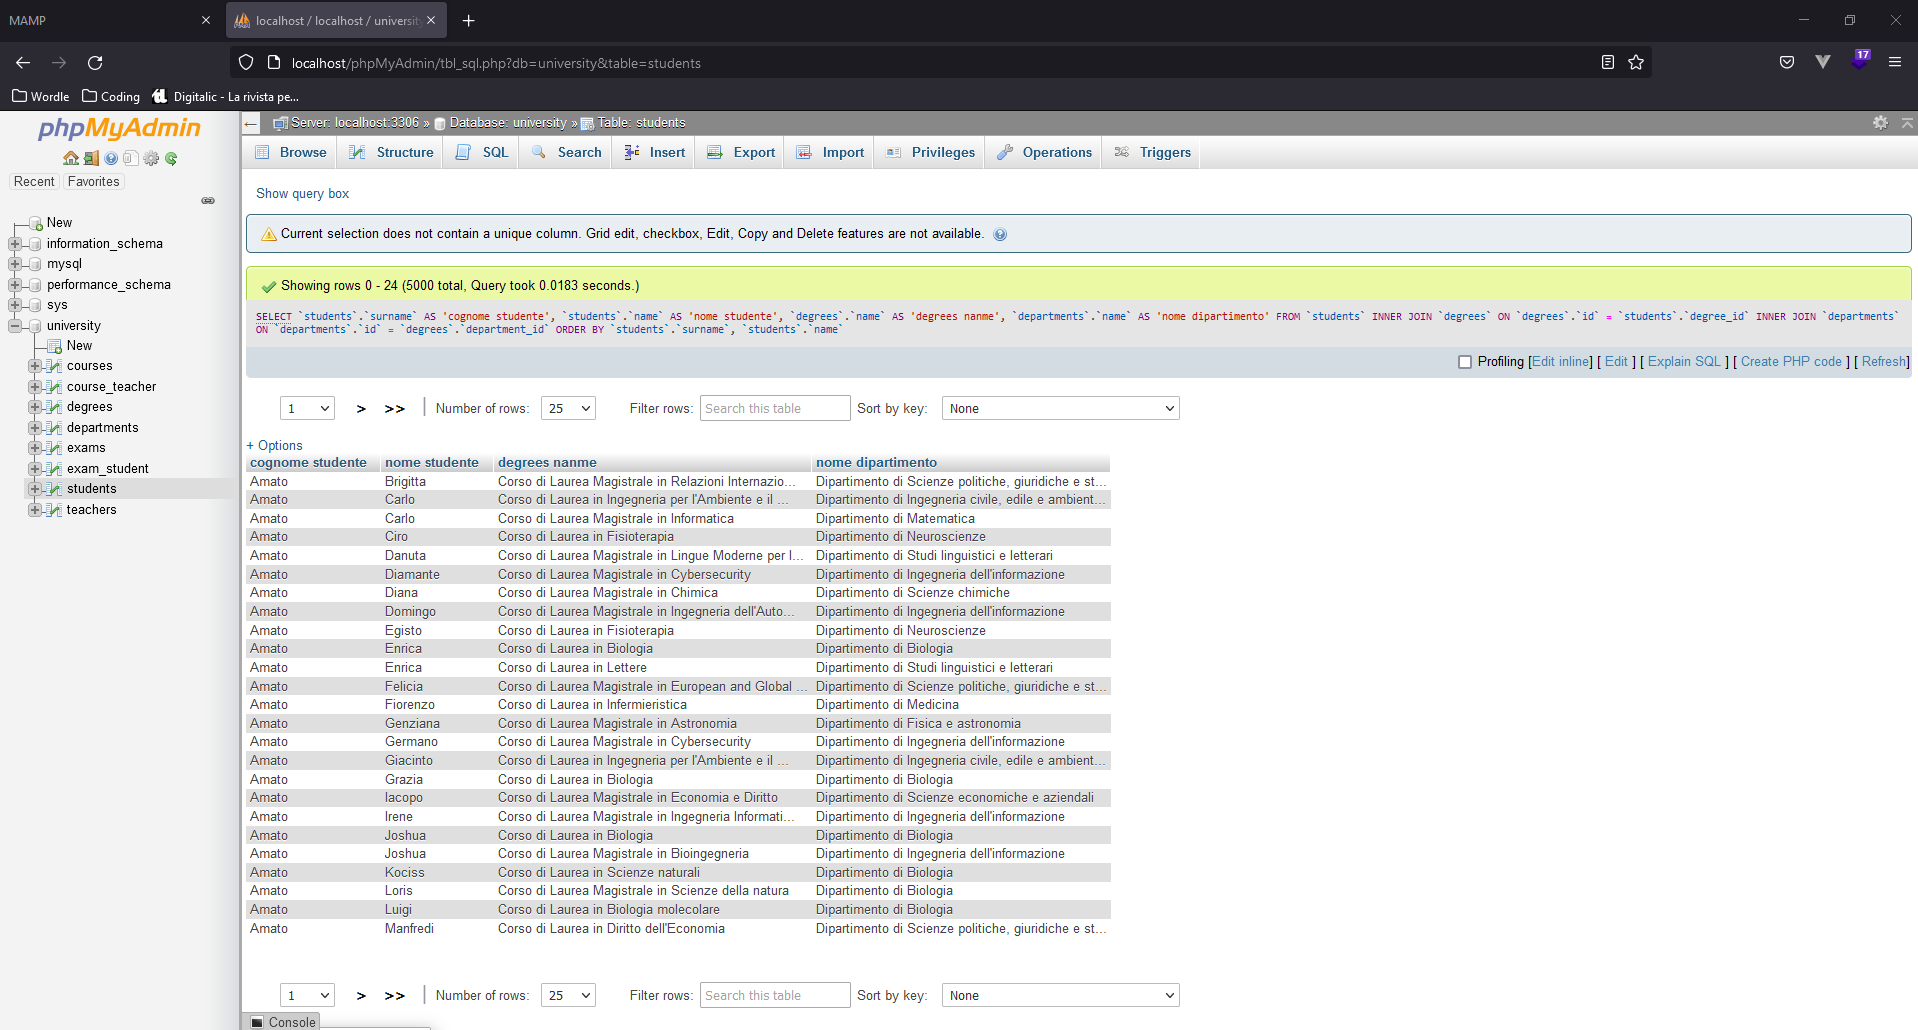 MAMP
localhost / localhost / university
localhost/phpMyAdmin/tbl_sql.php?db=university&table=students
17
Wordle Coding Digitalic - La rivista pe...
phpMyAdmin
Recent Favorites
New
information_schema
mysql
performance_schema
sys
university
New
courses
course_teacher
degrees
departments
exams
exam_student
students
teachers
Server: localhost:3306 » Database: university » Table: students
Browse Structure SQL Search Insert Export Import Privileges Operations Triggers
Show query box
Current selection does not contain a unique column. Grid edit, checkbox, Edit, Copy and Delete features are not available.
Showing rows 0 - 24 (5000 total, Query took 0.0183 seconds.)
SELECT `students`.`surname` AS 'cognome studente', `students`.`name` AS 'nome studente', `degrees`.`name` AS 'degrees nanme', `departments`.`name` AS 'nome dipartimento' FROM `students` INNER JOIN `degrees` ON `degrees`.`id` = `students`.`degree_id` INNER JOIN `departments`
ON `departments`.`id` = `degrees`.`department_id` ORDER BY `students`.`surname`, `students`.`name`
Profiling [Edit inline] [ Edit ] [ Explain SQL ] [ Create PHP code ] [ Refresh]
1 > >> Number of rows: 25 Filter rows: Search this table Sort by key: None
+ Options
cognome studente nome studente degrees nanme nome dipartimento
Amato Brigitta Corso di Laurea Magistrale in Relazioni Internazio... Dipartimento di Scienze politiche, giuridiche e st...
Amato Carlo Corso di Laurea in Ingegneria per l'Ambiente e il ... Dipartimento di Ingegneria civile, edile e ambient...
Amato Carlo Corso di Laurea Magistrale in Informatica Dipartimento di Matematica
Amato Ciro Corso di Laurea in Fisioterapia Dipartimento di Neuroscienze
Amato Danuta Corso di Laurea Magistrale in Lingue Moderne per l... Dipartimento di Studi linguistici e letterari
Amato Diamante Corso di Laurea Magistrale in Cybersecurity Dipartimento di Ingegneria dell'informazione
Amato Diana Corso di Laurea Magistrale in Chimica Dipartimento di Scienze chimiche
Amato Domingo Corso di Laurea Magistrale in Ingegneria dell'Auto... Dipartimento di Ingegneria dell'informazione
Amato Egisto Corso di Laurea in Fisioterapia Dipartimento di Neuroscienze
Amato Enrica Corso di Laurea in Biologia Dipartimento di Biologia
Amato Enrica Corso di Laurea in Lettere Dipartimento di Studi linguistici e letterari
Amato Felicia Corso di Laurea Magistrale in European and Global ... Dipartimento di Scienze politiche, giuridiche e st...
Amato Fiorenzo Corso di Laurea in Infermieristica Dipartimento di Medicina
Amato Genziana Corso di Laurea Magistrale in Astronomia Dipartimento di Fisica e astronomia
Amato Germano Corso di Laurea Magistrale in Cybersecurity Dipartimento di Ingegneria dell'informazione
Amato Giacinto Corso di Laurea in Ingegneria per l'Ambiente e il ... Dipartimento di Ingegneria civile, edile e ambient...
Amato Grazia Corso di Laurea in Biologia Dipartimento di Biologia
Amato Iacopo Corso di Laurea Magistrale in Economia e Diritto Dipartimento di Scienze economiche e aziendali
Amato Irene Corso di Laurea Magistrale in Ingegneria Informati... Dipartimento di Ingegneria dell'informazione
Amato Joshua Corso di Laurea in Biologia Dipartimento di Biologia
Amato Joshua Corso di Laurea Magistrale in Bioingegneria Dipartimento di Ingegneria dell'informazione
Amato Kociss Corso di Laurea in Scienze naturali Dipartimento di Biologia
Amato Loris Corso di Laurea Magistrale in Scienze della natura Dipartimento di Biologia
Amato Luigi Corso di Laurea in Biologia molecolare Dipartimento di Biologia
Amato Manfredi Corso di Laurea in Diritto dell'Economia Dipartimento di Scienze politiche, giuridiche e st...
1 > >> Number of rows: 25 Filter rows: Search this table Sort by key: None
Console